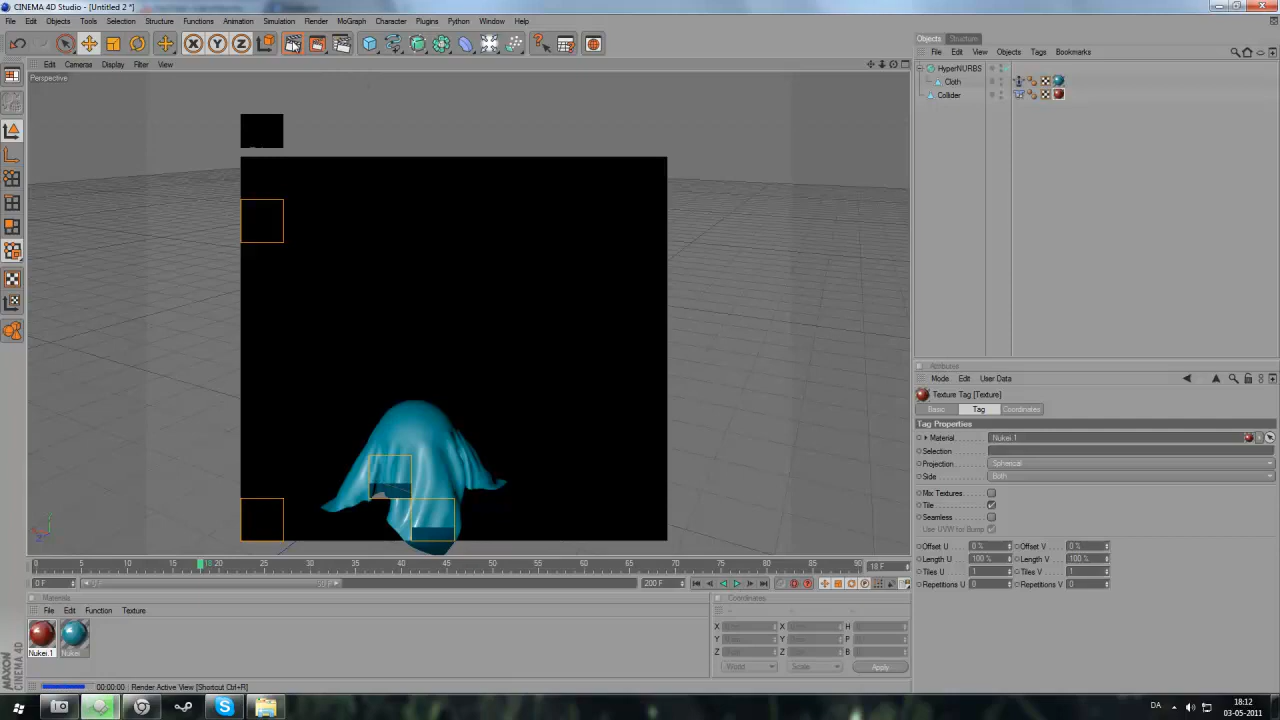 CINEMA 4D Studio - [Untitled 2 *]
File Edit Objects Tools Selection Structure Functions Animation Simulation Render MoGraph Character Plugins Python Window Help
X Y Z
Objects Structure
File Edit View Objects Tags Bookmarks
Edit Cameras Display Filter View
Perspective
HyperNURBS
Cloth
Collider
Attributes
Mode Edit User Data
Texture Tag [Texture]
Basic Tag Coordinates
Tag Properties
Material Nukei.1
Selection
Projection Spherical
Side Both
Mix Textures
Tile
Seamless
Use UVW for Bump
Offset U 0 % Offset V 0 %
Length U 100 % Length V 100 %
Tiles U 1 Tiles V 1
Repetitions U 0 Repetitions V 0
0 5 10 15 18 20 25 30 35 40 45 50 55 60 65 70 75 80 85 90 18 F
0 F 200 F
Materials
File Edit Function Texture
Nukei.1 Nukei
Coordinates
X X H
Y Y P
Z Z B
World Scale Apply
MAXON CINEMA 4D
00:00:00 Render Active View [Shortcut Ctrl+R]
DA
18:12
03-05-2011